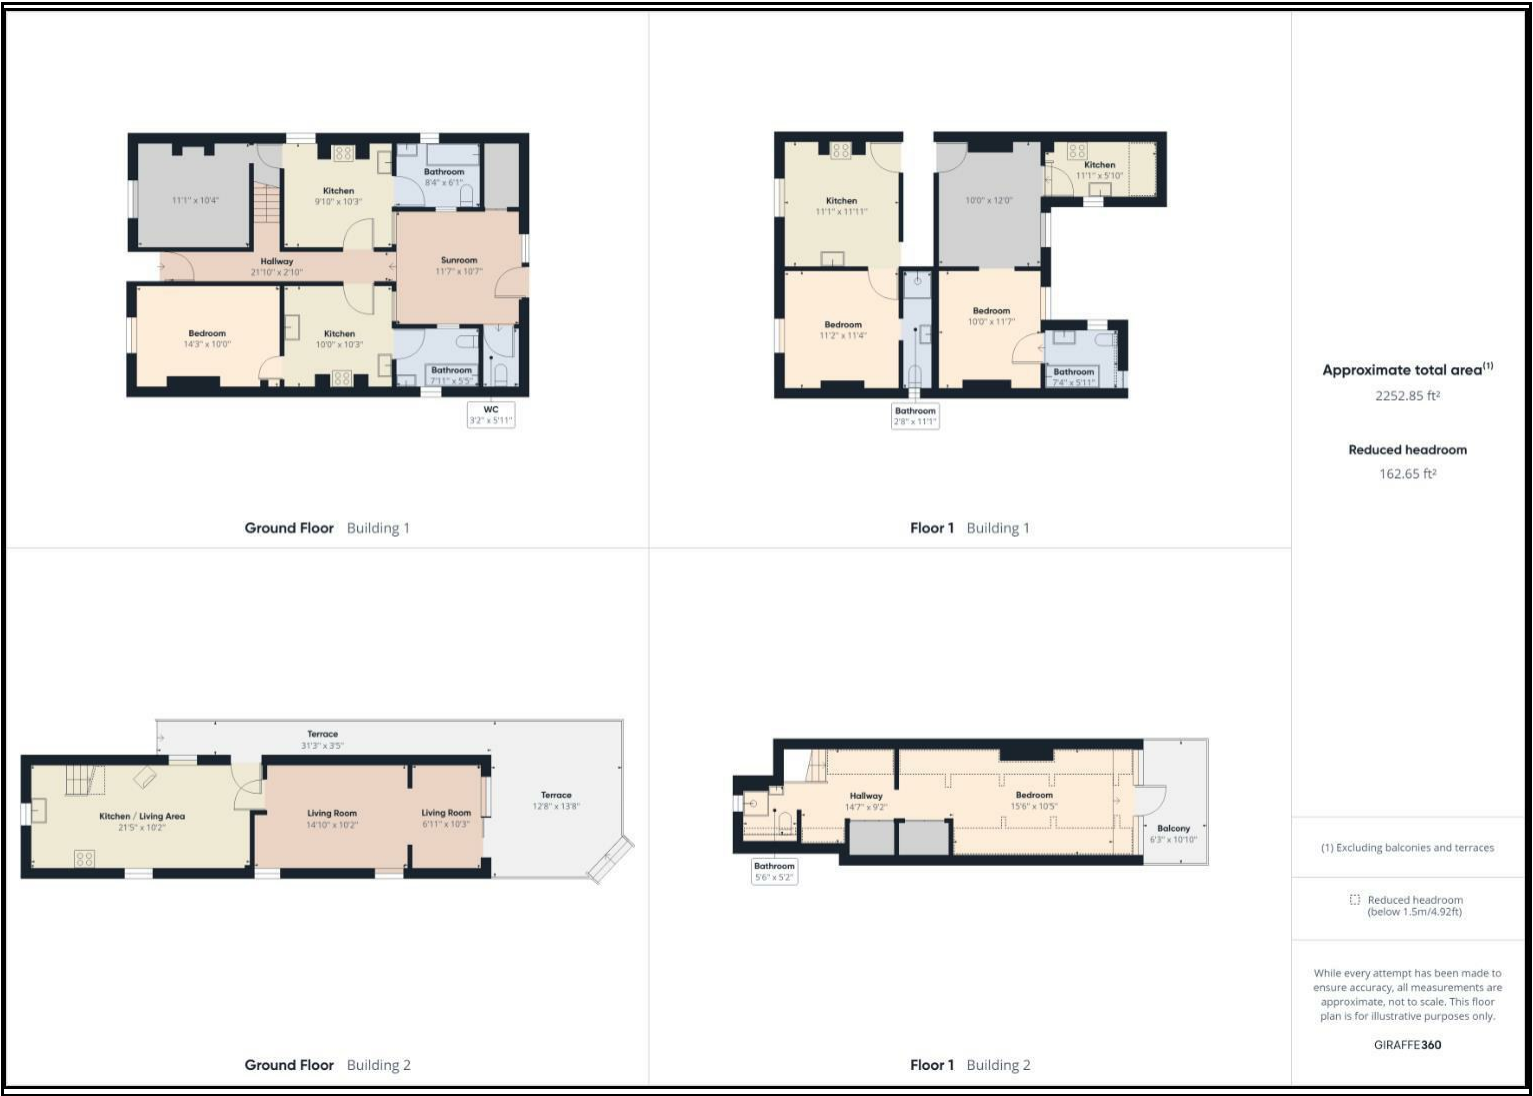 11'1" x 10'4"
Kitchen
9'10" x 10'3"
Bathroom
8'4" x 6'1"
Hallway
21'10" x 2'10"
Sunroom
11'7" x 10'7"
Bedroom
14'3" x 10'0"
Kitchen
10'0" x 10'3"
Bathroom
7'11" x 5'5"
WC
3'2" x 5'11"
Ground Floor Building 1
Kitchen
11'1" x 11'11"
10'0" x 12'0"
Kitchen
11'1" x 5'10"
Bedroom
11'2" x 11'4"
Bedroom
10'0" x 11'7"
Bathroom
7'4" x 5'11"
Bathroom
2'8" x 11'1"
Floor 1 Building 1
Terrace
31'3" x 3'5"
Terrace
12'8" x 13'8"
Kitchen / Living Area
21'5" x 10'2"
Living Room
14'10" x 10'2"
Living Room
6'11" x 10'3"
Ground Floor Building 2
Hallway
14'7" x 9'2"
Bedroom
15'6" x 10'5"
Balcony
6'3" x 10'10"
Bathroom
5'6" x 5'2"
Floor 1 Building 2
Approximate total area(1)
2252.85 ft²
Reduced headroom
162.65 ft²
(1) Excluding balconies and terraces
Reduced headroom
(below 1.5m/4.92ft)
While every attempt has been made to
ensure accuracy, all measurements are
approximate, not to scale. This floor
plan is for illustrative purposes only.
GIRAFFE360